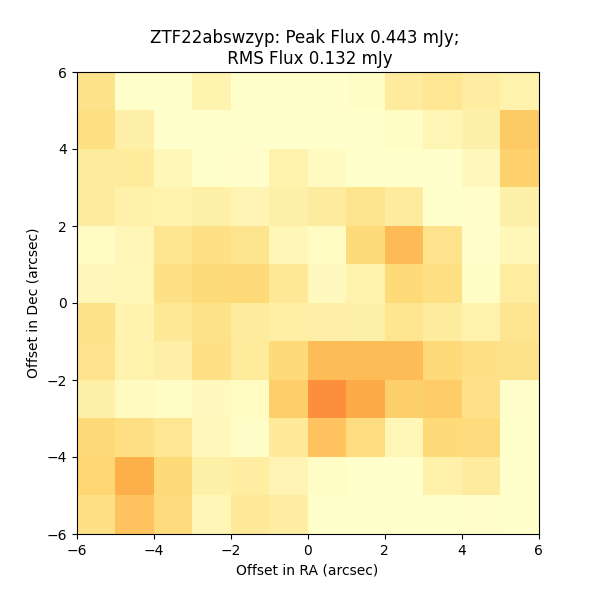 ZTF22abswzyp: Peak Flux 0.443 mJy;
RMS Flux 0.132 mJy
6
4
2
0
−2
−4
−6
Offset in Dec (arcsec)
−6 −4 −2 0 2 4 6
Offset in RA (arcsec)